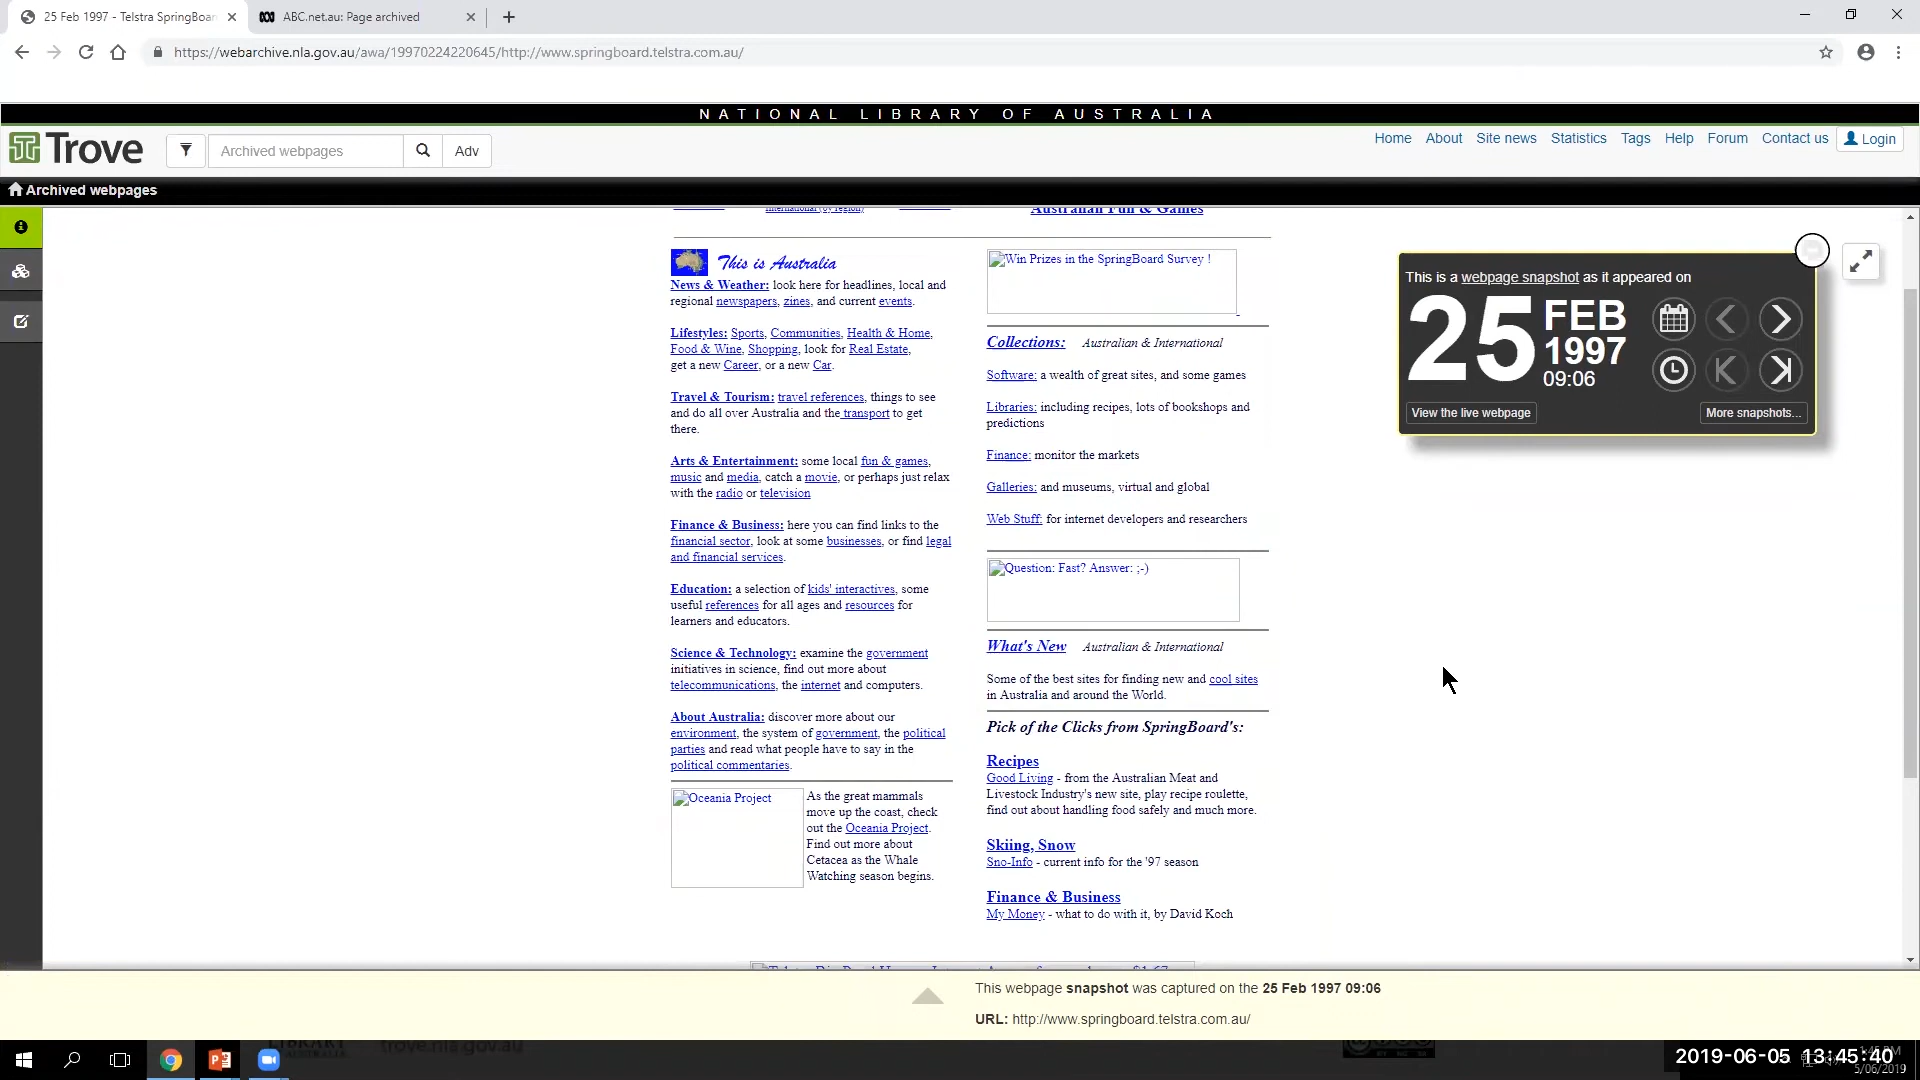 25 Feb 1997 - Telstra SpringBoar
ABC.net.au: Page archived
https://webarchive.nla.gov.au/awa/19970224220645/http://www.springboard.telstra.com.au/
NATIONAL LIBRARY OF AUSTRALIA
Trove
Archived webpages
Adv
Home About Site news Statistics Tags Help Forum Contact us Login
Archived webpages
International (by region)
Australian Fun & Games
This is Australia
News & Weather: look here for headlines, local and
regional newspapers, zines, and current events.
Lifestyles: Sports, Communities, Health & Home,
Food & Wine, Shopping, look for Real Estate,
get a new Career, or a new Car.
Travel & Tourism: travel references, things to see
and do all over Australia and the transport to get
there.
Arts & Entertainment: some local fun & games,
music and media, catch a movie, or perhaps just relax
with the radio or television
Finance & Business: here you can find links to the
financial sector, look at some businesses, or find legal
and financial services.
Education: a selection of kids' interactives, some
useful references for all ages and resources for
learners and educators.
Science & Technology: examine the government
initiatives in science, find out more about
telecommunications, the internet and computers.
About Australia: discover more about our
environment, the system of government, the political
parties and read what people have to say in the
political commentaries.
Oceania Project
As the great mammals
move up the coast, check
out the Oceania Project.
Find out more about
Cetacea as the Whale
Watching season begins.
Win Prizes in the SpringBoard Survey !
Collections: Australian & International
Software: a wealth of great sites, and some games
Libraries: including recipes, lots of bookshops and
predictions
Finance: monitor the markets
Galleries: and museums, virtual and global
Web Stuff: for internet developers and researchers
Question: Fast? Answer: ;-)
What's New Australian & International
Some of the best sites for finding new and cool sites
in Australia and around the World.
Pick of the Clicks from SpringBoard's:
Recipes
Good Living - from the Australian Meat and
Livestock Industry's new site, play recipe roulette,
find out about handling food safely and much more.
Skiing, Snow
Sno-Info - current info for the '97 season
Finance & Business
My Money - what to do with it, by David Koch
This is a webpage snapshot as it appeared on
25 FEB
1997
09:06
View the live webpage
More snapshots...
This webpage snapshot was captured on the 25 Feb 1997 09:06
URL: http://www.springboard.telstra.com.au/
trove.nla.gov.au
2019-06-05 13:45:40
5/06/2019